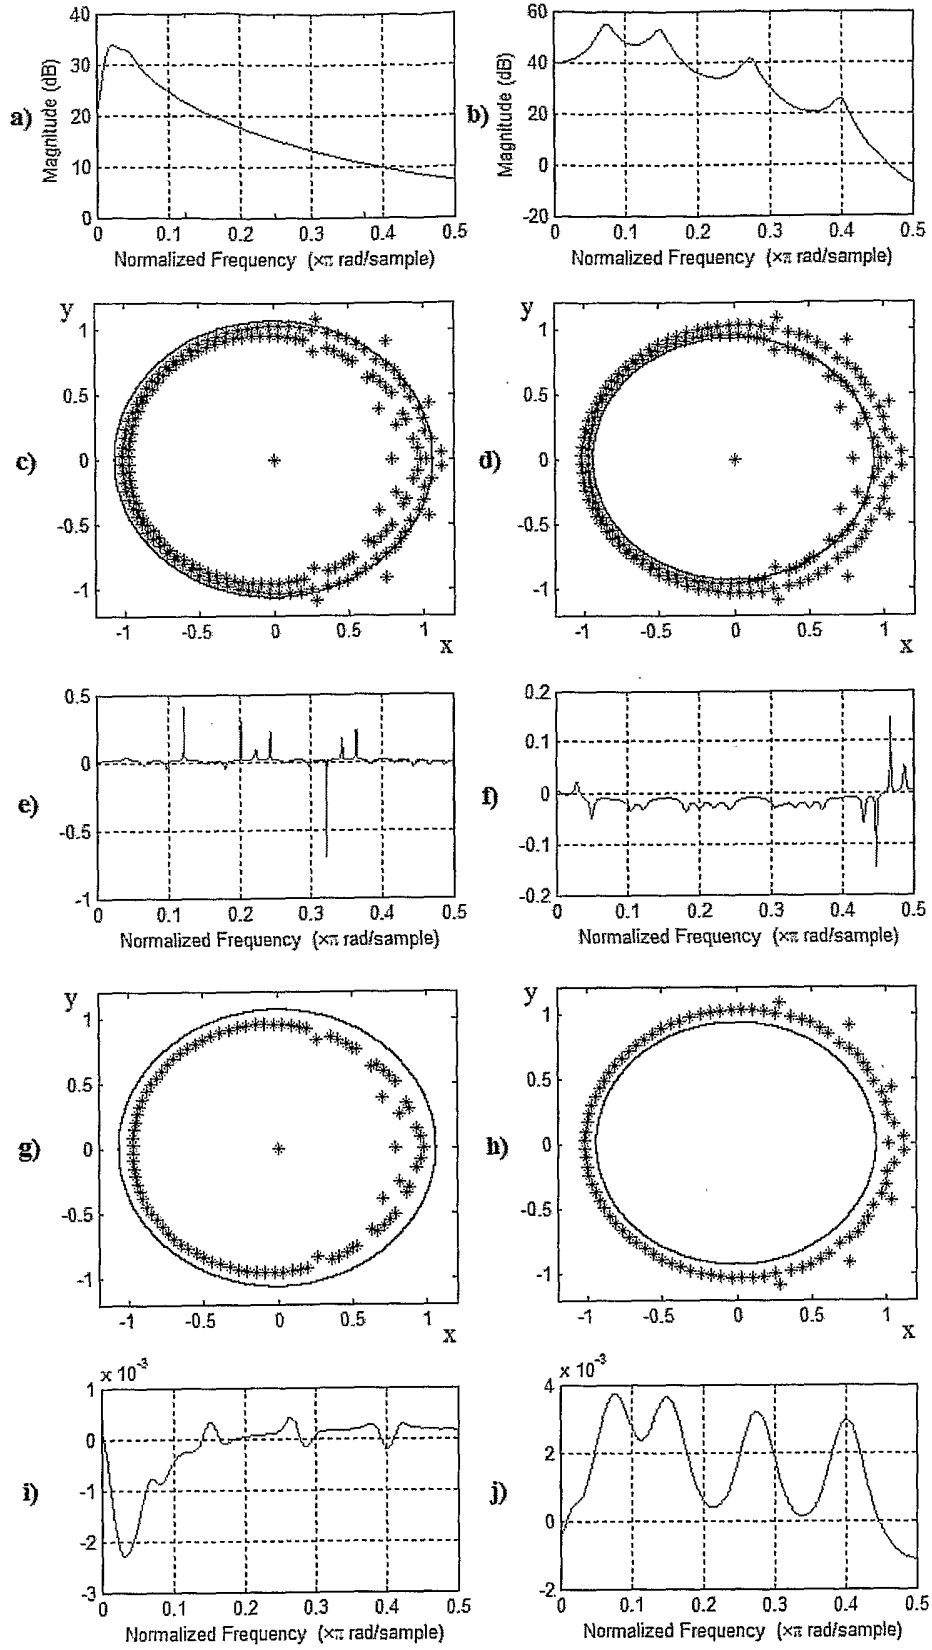 a)
Magnitude (dB)
40
30
20
10
0
0 0.1 0.2 0.3 0.4 0.5
Normalized Frequency (×π rad/sample)
b)
Magnitude (dB)
60
40
20
0
-20
0 0.1 0.2 0.3 0.4 0.5
Normalized Frequency (×π rad/sample)
c)
y
1
0.5
0
-0.5
-1
-1 -0.5 0 0.5 1
x
d)
y
1
0.5
0
-0.5
-1
-1 -0.5 0 0.5 1
x
e)
0.5
0
-0.5
-1
0 0.1 0.2 0.3 0.4 0.5
Normalized Frequency (×π rad/sample)
f)
0.2
0.1
0
-0.1
-0.2
0 0.1 0.2 0.3 0.4 0.5
Normalized Frequency (×π rad/sample)
g)
y
1
0.5
0
-0.5
-1
-1 -0.5 0 0.5 1
x
h)
y
1
0.5
0
-0.5
-1
-1 -0.5 0 0.5 1
x
i)
x 10-3
1
0
-1
-2
-3
0 0.1 0.2 0.3 0.4 0.5
Normalized Frequency (×π rad/sample)
j)
x 10-3
4
2
0
-2
0 0.1 0.2 0.3 0.4 0.5
Normalized Frequency (×π rad/sample)